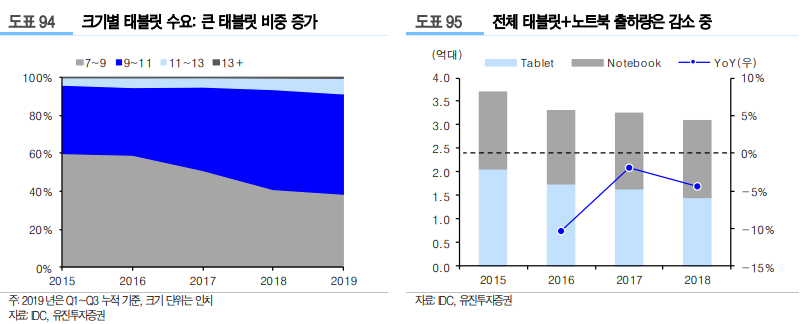 도표 94 크기별 태블릿 수요: 큰 태블릿 비중 증가
7~9 9~11 11~13 13+
100%
80%
60%
40%
20%
0%
2015 2016 2017 2018 2019
주: 2019 년은 Q1~Q3 누적 기준, 크기 단위는 인치
자료: IDC, 유진투자증권
도표 95 전체 태블릿+노트북 출하량은 감소 중
(억대)
Tablet Notebook YoY(우)
4.0 10%
3.5
3.0 5%
2.5 0%
2.0
1.5 -5%
1.0 -10%
0.5
0.0 -15%
2015 2016 2017 2018
자료: IDC, 유진투자증권